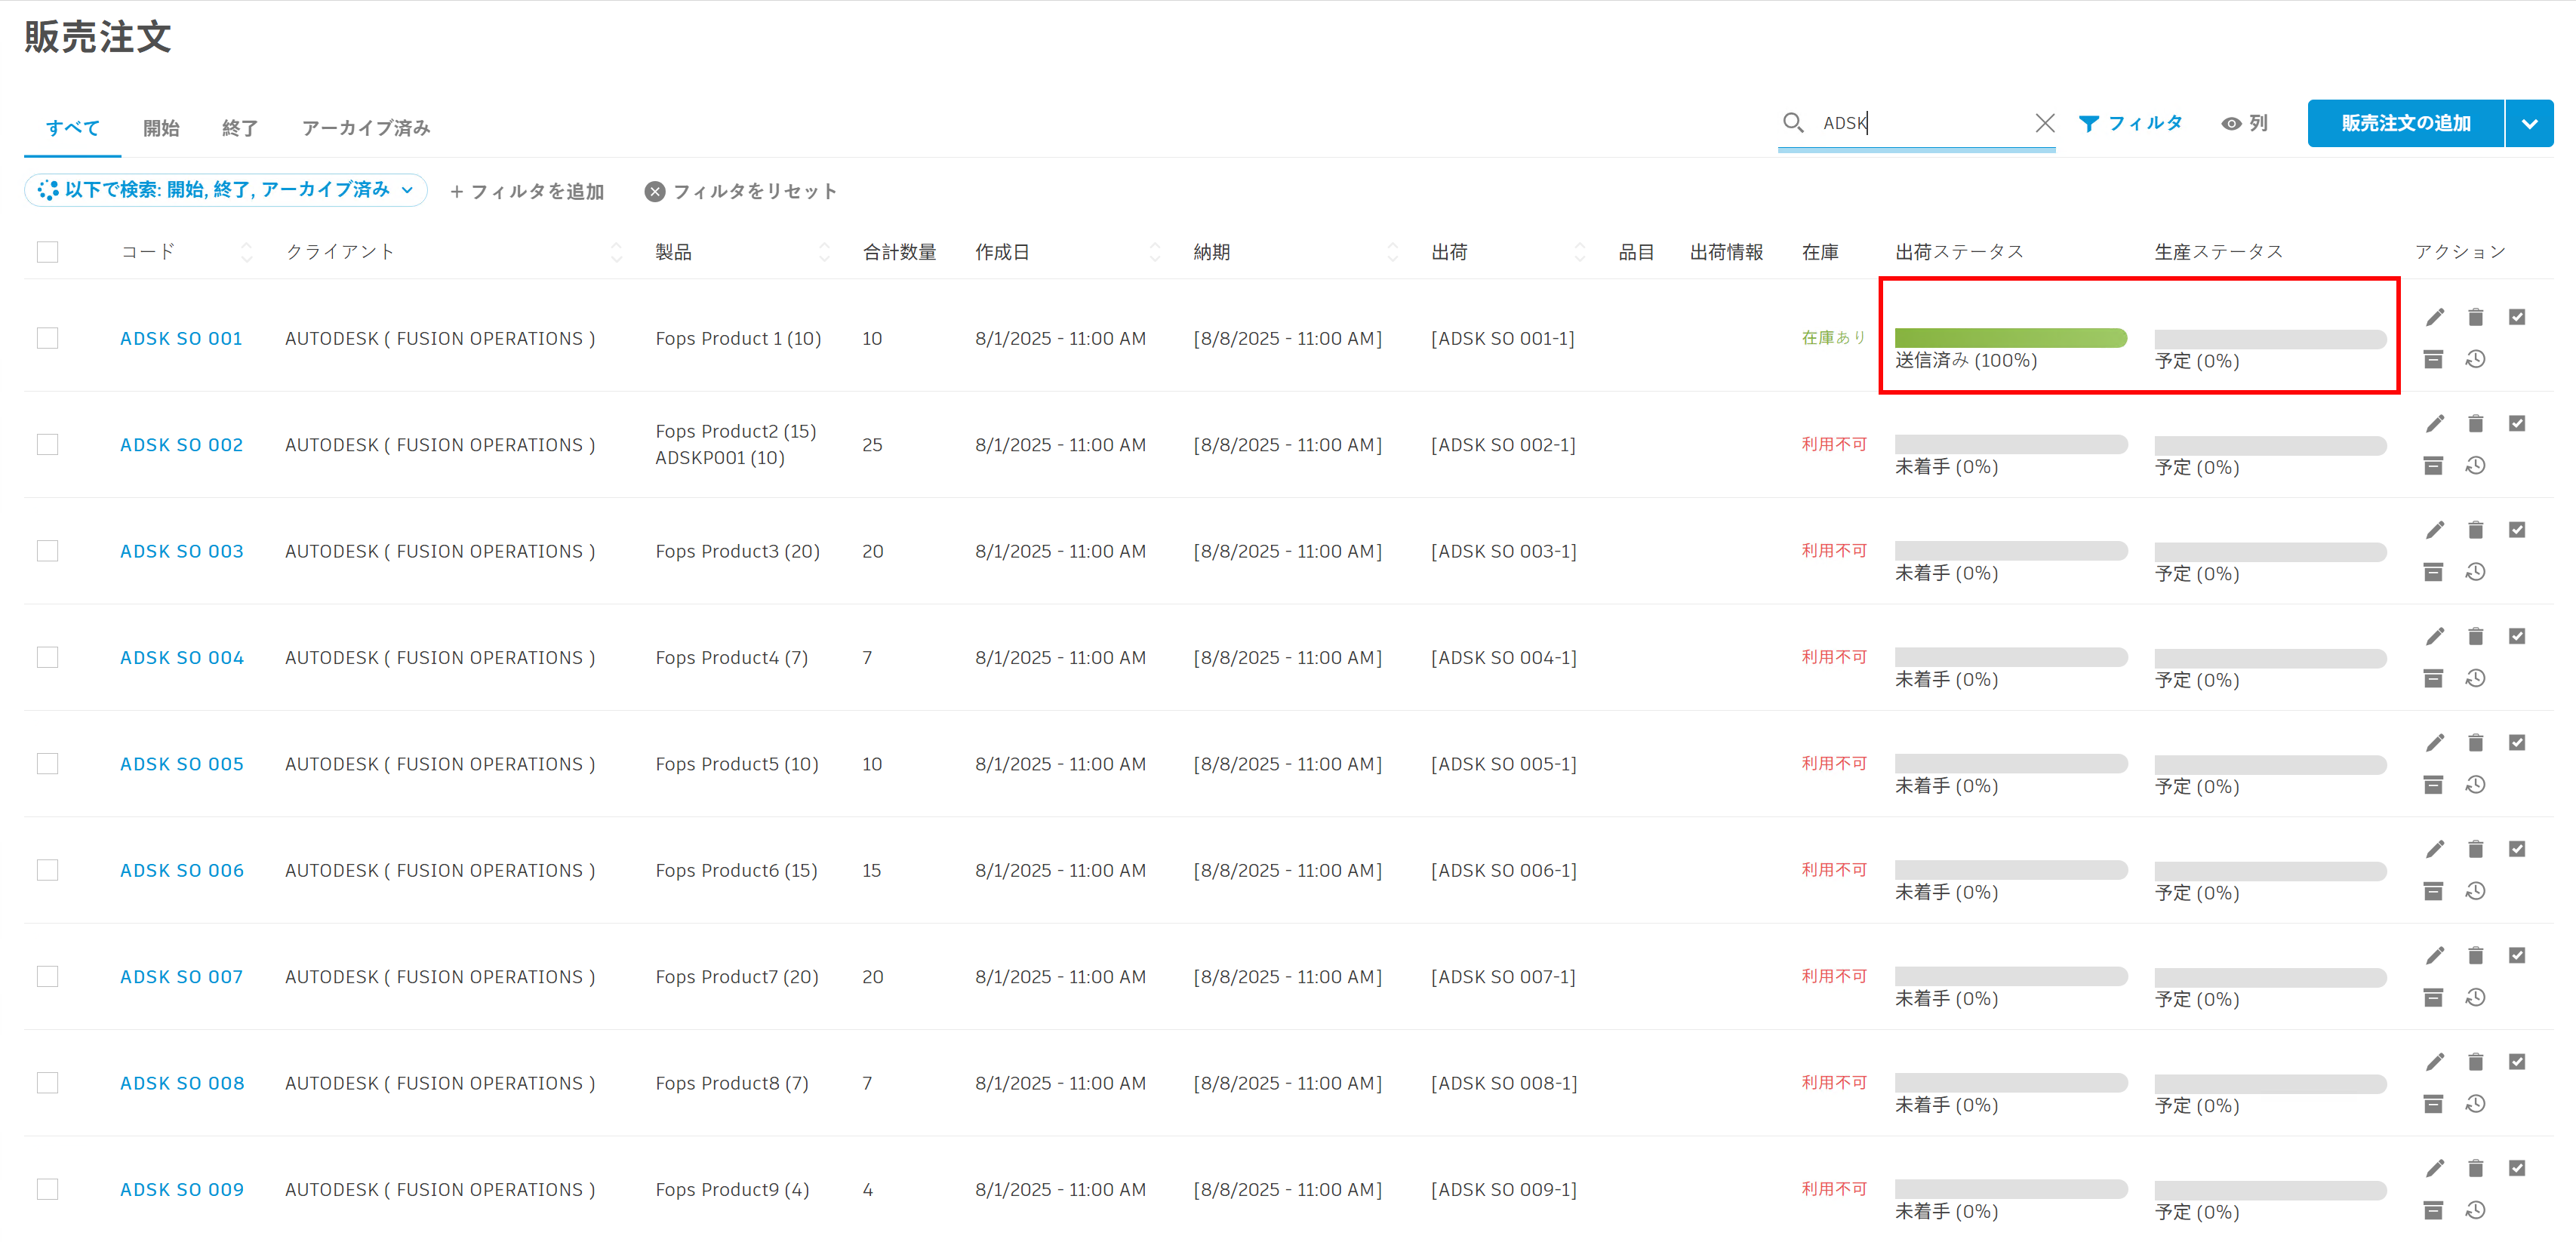 販売注文
すべて 開始 終了 アーカイブ済み ADSK フィルタ 列 販売注文の追加
以下で検索: 開始, 終了, アーカイブ済み + フィルタを追加 フィルタをリセット
コード クライアント 製品 合計数量 作成日 納期 出荷 品目 出荷情報 在庫 出荷ステータス 生産ステータス アクション
ADSK SO 001 AUTODESK ( FUSION OPERATIONS ) Fops Product 1 (10) 10 8/1/2025 - 11:00 AM [8/8/2025 - 11:00 AM] [ADSK SO 001-1] 在庫あり
送信済み (100%) 予定 (0%)
Fops Product2 (15)
ADSK SO 002 AUTODESK ( FUSION OPERATIONS ) ADSKP001 (10) 25 8/1/2025 - 11:00 AM [8/8/2025 - 11:00 AM] [ADSK SO 002-1] 利用不可
未着手 (0%) 予定 (0%)
ADSK SO 003 AUTODESK ( FUSION OPERATIONS ) Fops Product3 (20) 20 8/1/2025 - 11:00 AM [8/8/2025 - 11:00 AM] [ADSK SO 003-1] 利用不可
未着手 (0%) 予定 (0%)
ADSK SO 004 AUTODESK ( FUSION OPERATIONS ) Fops Product4 (7) 7 8/1/2025 - 11:00 AM [8/8/2025 - 11:00 AM] [ADSK SO 004-1] 利用不可
未着手 (0%) 予定 (0%)
ADSK SO 005 AUTODESK ( FUSION OPERATIONS ) Fops Product5 (10) 10 8/1/2025 - 11:00 AM [8/8/2025 - 11:00 AM] [ADSK SO 005-1] 利用不可
未着手 (0%) 予定 (0%)
ADSK SO 006 AUTODESK ( FUSION OPERATIONS ) Fops Product6 (15) 15 8/1/2025 - 11:00 AM [8/8/2025 - 11:00 AM] [ADSK SO 006-1] 利用不可
未着手 (0%) 予定 (0%)
ADSK SO 007 AUTODESK ( FUSION OPERATIONS ) Fops Product7 (20) 20 8/1/2025 - 11:00 AM [8/8/2025 - 11:00 AM] [ADSK SO 007-1] 利用不可
未着手 (0%) 予定 (0%)
ADSK SO 008 AUTODESK ( FUSION OPERATIONS ) Fops Product8 (7) 7 8/1/2025 - 11:00 AM [8/8/2025 - 11:00 AM] [ADSK SO 008-1] 利用不可
未着手 (0%) 予定 (0%)
ADSK SO 009 AUTODESK ( FUSION OPERATIONS ) Fops Product9 (4) 4 8/1/2025 - 11:00 AM [8/8/2025 - 11:00 AM] [ADSK SO 009-1] 利用不可
未着手 (0%) 予定 (0%)